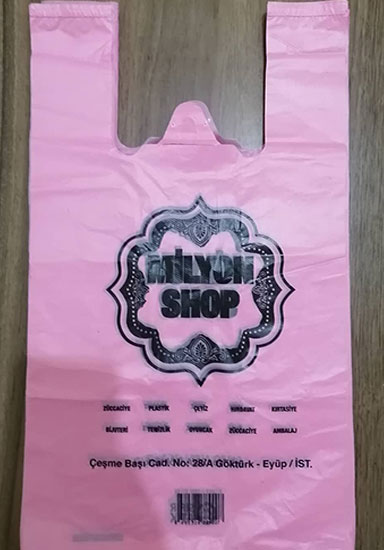 MİLYON
SHOP
ZÜCCACİYE PLASTİK ÇEYİZ HIRDAVAT KIRTASİYE
BİJUTERİ TEMİZLİK OYUNCAK ZÜCCACİYE AMBALAJ
Çeşme Başı Cad. No: 28/A Göktürk - Eyüp / İST.